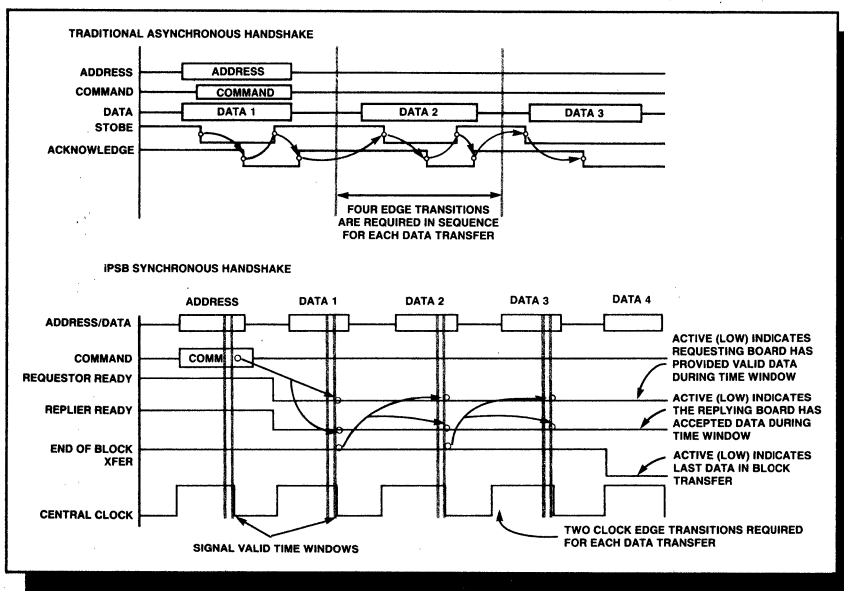 TRADITIONAL ASYNCHRONOUS HANDSHAKE
ADDRESS
ADDRESS
COMMAND
COMMAND
DATA
DATA 1
DATA 2
DATA 3
STOBE
ACKNOWLEDGE
FOUR EDGE TRANSITIONS
ARE REQUIRED IN SEQUENCE
FOR EACH DATA TRANSFER
iPSB SYNCHRONOUS HANDSHAKE
ADDRESS
DATA 1
DATA 2
DATA 3
DATA 4
ADDRESS/DATA
COMMAND
COMM
REQUESTOR READY
REPLIER READY
END OF BLOCK
XFER
CENTRAL CLOCK
ACTIVE (LOW) INDICATES
REQUESTING BOARD HAS
PROVIDED VALID DATA
DURING TIME WINDOW
ACTIVE (LOW) INDICATES
THE REPLYING BOARD HAS
ACCEPTED DATA DURING
TIME WINDOW
ACTIVE (LOW) INDICATES
LAST DATA IN BLOCK
TRANSFER
SIGNAL VALID TIME WINDOWS
TWO CLOCK EDGE TRANSITIONS REQUIRED
FOR EACH DATA TRANSFER